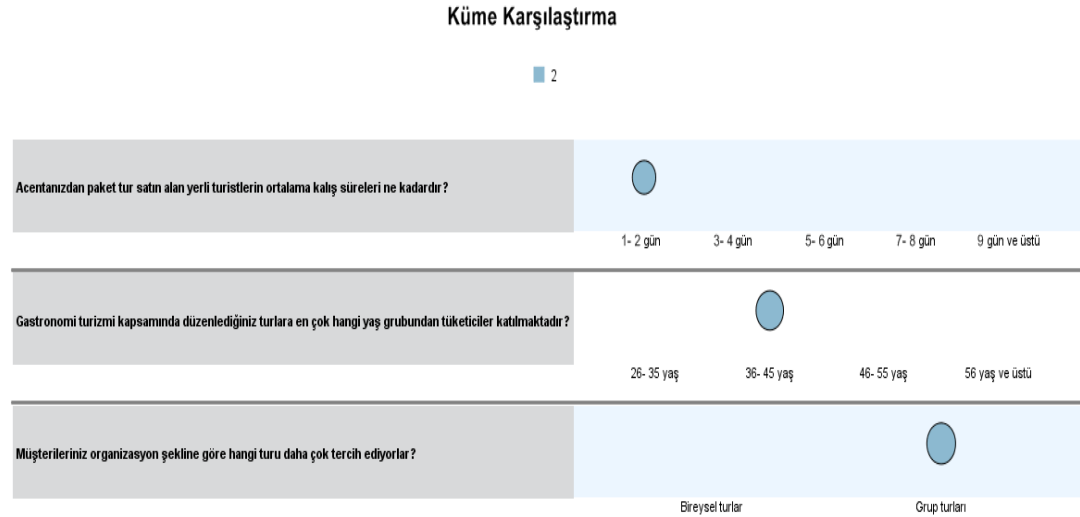 Küme Karşılaştırma
2
Acentanızdan paket tur satın alan yerli turistlerin ortalama kalış süreleri ne kadardır?
1- 2 gün 3- 4 gün 5- 6 gün 7- 8 gün 9 gün ve üstü
Gastronomi turizmi kapsamında düzenlediğiniz turlara en çok hangi yaş grubundan tüketiciler katılmaktadır?
26- 35 yaş 36- 45 yaş 46- 55 yaş 56 yaş ve üstü
Müşterileriniz organizasyon şekline göre hangi turu daha çok tercih ediyorlar?
Bireysel turlar Grup turları